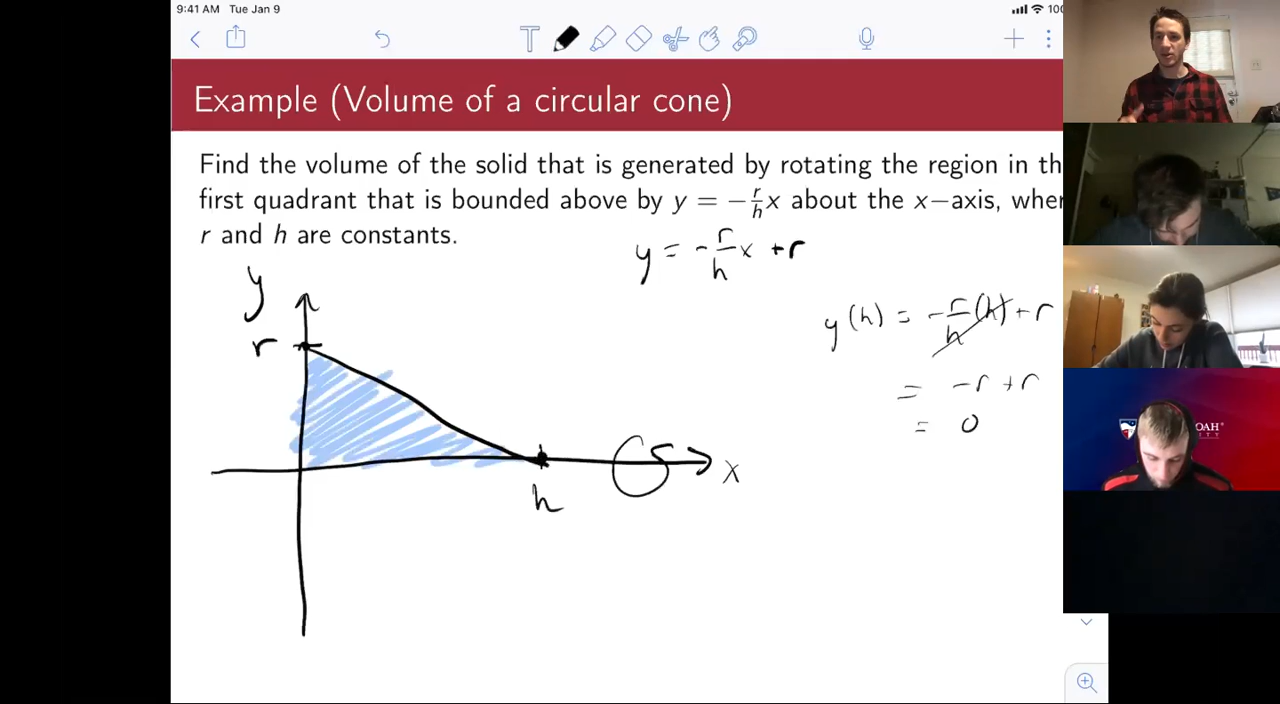 9:41 AM Tue Jan 9
Example (Volume of a circular cone)
Find the volume of the solid that is generated by rotating the region in th
first quadrant that is bounded above by y = −r/h x about the x−axis, wher
r and h are constants.
y = -r/h x + r
y
r
h
x
y(h) = -r/h (h) + r
= -r + r
= 0